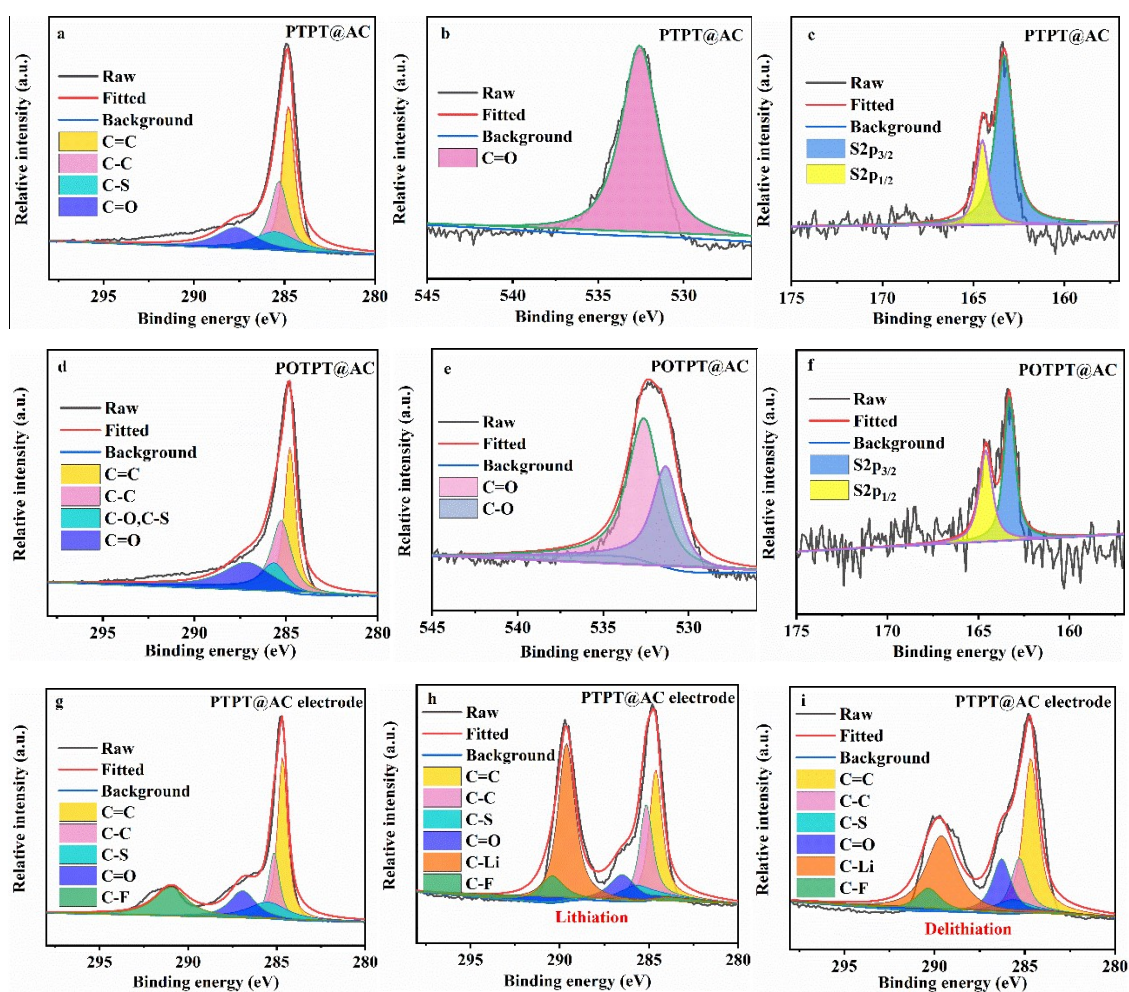 a PTPT@AC
Relative intensity (a.u.)
Raw
Fitted
Background
C=C
C-C
C-S
C=O
295 290 285 280
Binding energy (eV)
b PTPT@AC
Relative intensity (a.u.)
Raw
Fitted
Background
C=O
545 540 535 530
Binding energy (eV)
c PTPT@AC
Relative intensity (a.u.)
Raw
Fitted
Background
S2p3/2
S2p1/2
175 170 165 160
Binding energy (eV)
d POTPT@AC
Relative intensity (a.u.)
Raw
Fitted
Background
C=C
C-C
C-O,C-S
C=O
295 290 285 280
Binding energy (eV)
e POTPT@AC
Relative intensity (a.u.)
Raw
Fitted
Background
C=O
C-O
545 540 535 530
Binding energy (eV)
f POTPT@AC
Relative intensity (a.u.)
Raw
Fitted
Background
S2p3/2
S2p1/2
175 170 165 160
Binding energy (eV)
g PTPT@AC electrode
Relative intensity (a.u.)
Raw
Fitted
Background
C=C
C-C
C-S
C=O
C-F
295 290 285 280
Binding energy (eV)
h PTPT@AC electrode
Relative intensity (a.u.)
Raw
Fitted
Background
C=C
C-C
C-S
C=O
C-Li
C-F
Lithiation
295 290 285 280
Binding energy (eV)
i PTPT@AC electrode
Relative intensity (a.u.)
Raw
Fitted
Background
C=C
C-C
C-S
C=O
C-Li
C-F
Delithiation
295 290 285 280
Binding energy (eV)